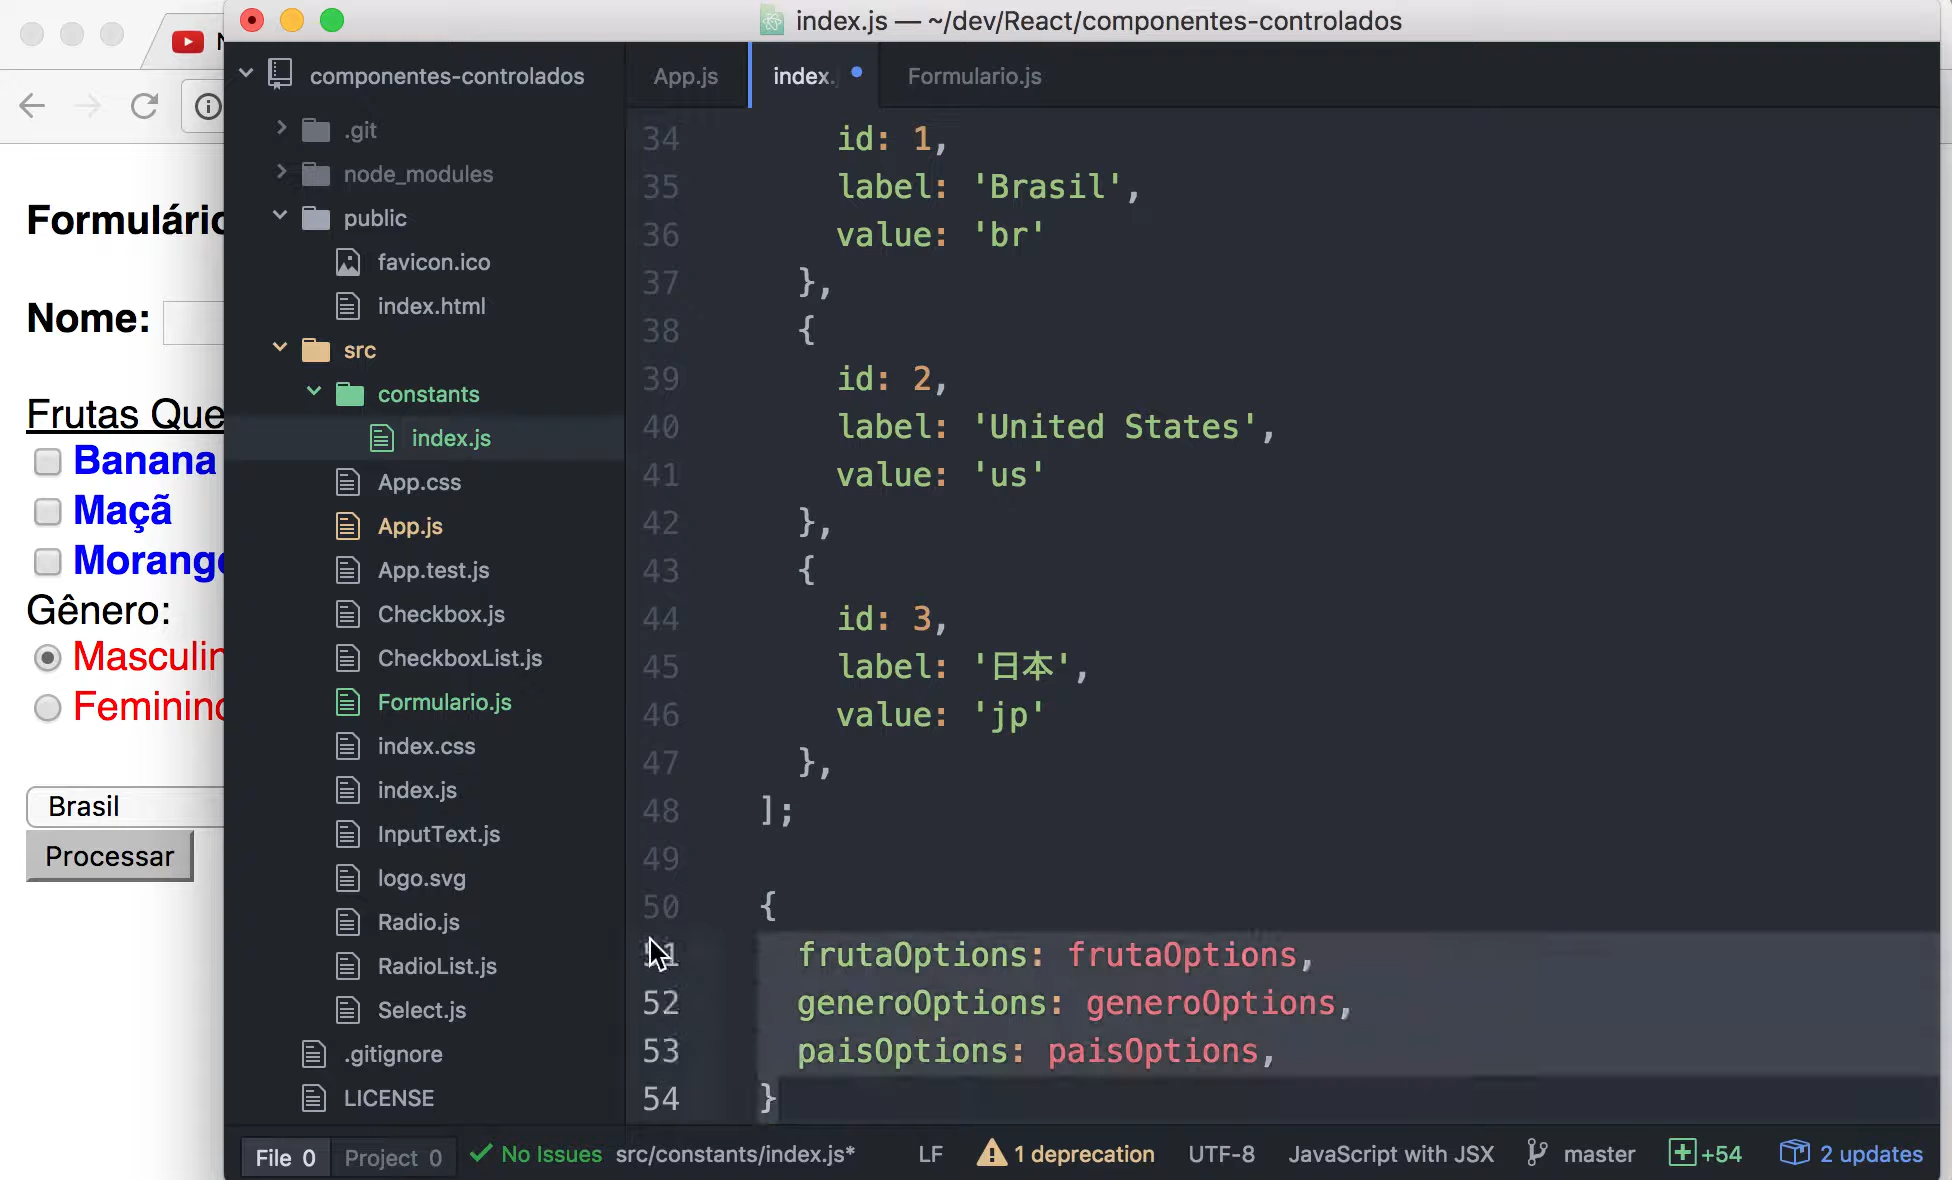 index.js — ~/dev/React/componentes-controlados
componentes-controlados
.git
node_modules
public
favicon.ico
index.html
src
constants
index.js
App.css
App.js
App.test.js
Checkbox.js
CheckboxList.js
Formulario.js
index.css
index.js
InputText.js
logo.svg
Radio.js
RadioList.js
Select.js
.gitignore
LICENSE
App.js
index.
Formulario.js
34 id: 1,
35 label: 'Brasil',
36 value: 'br'
37 },
38 {
39 id: 2,
40 label: 'United States',
41 value: 'us'
42 },
43 {
44 id: 3,
45 label: '日本',
46 value: 'jp'
47 },
48 ];
49
50 {
51 frutaOptions: frutaOptions,
52 generoOptions: generoOptions,
53 paisOptions: paisOptions,
54 }
File 0 Project 0 No Issues src/constants/index.js* LF 1 deprecation UTF-8 JavaScript with JSX master +54 2 updates
Formulário
Nome:
Frutas Que
Banana
Maçã
Morango
Gênero:
Masculin
Feminino
Brasil
Processar